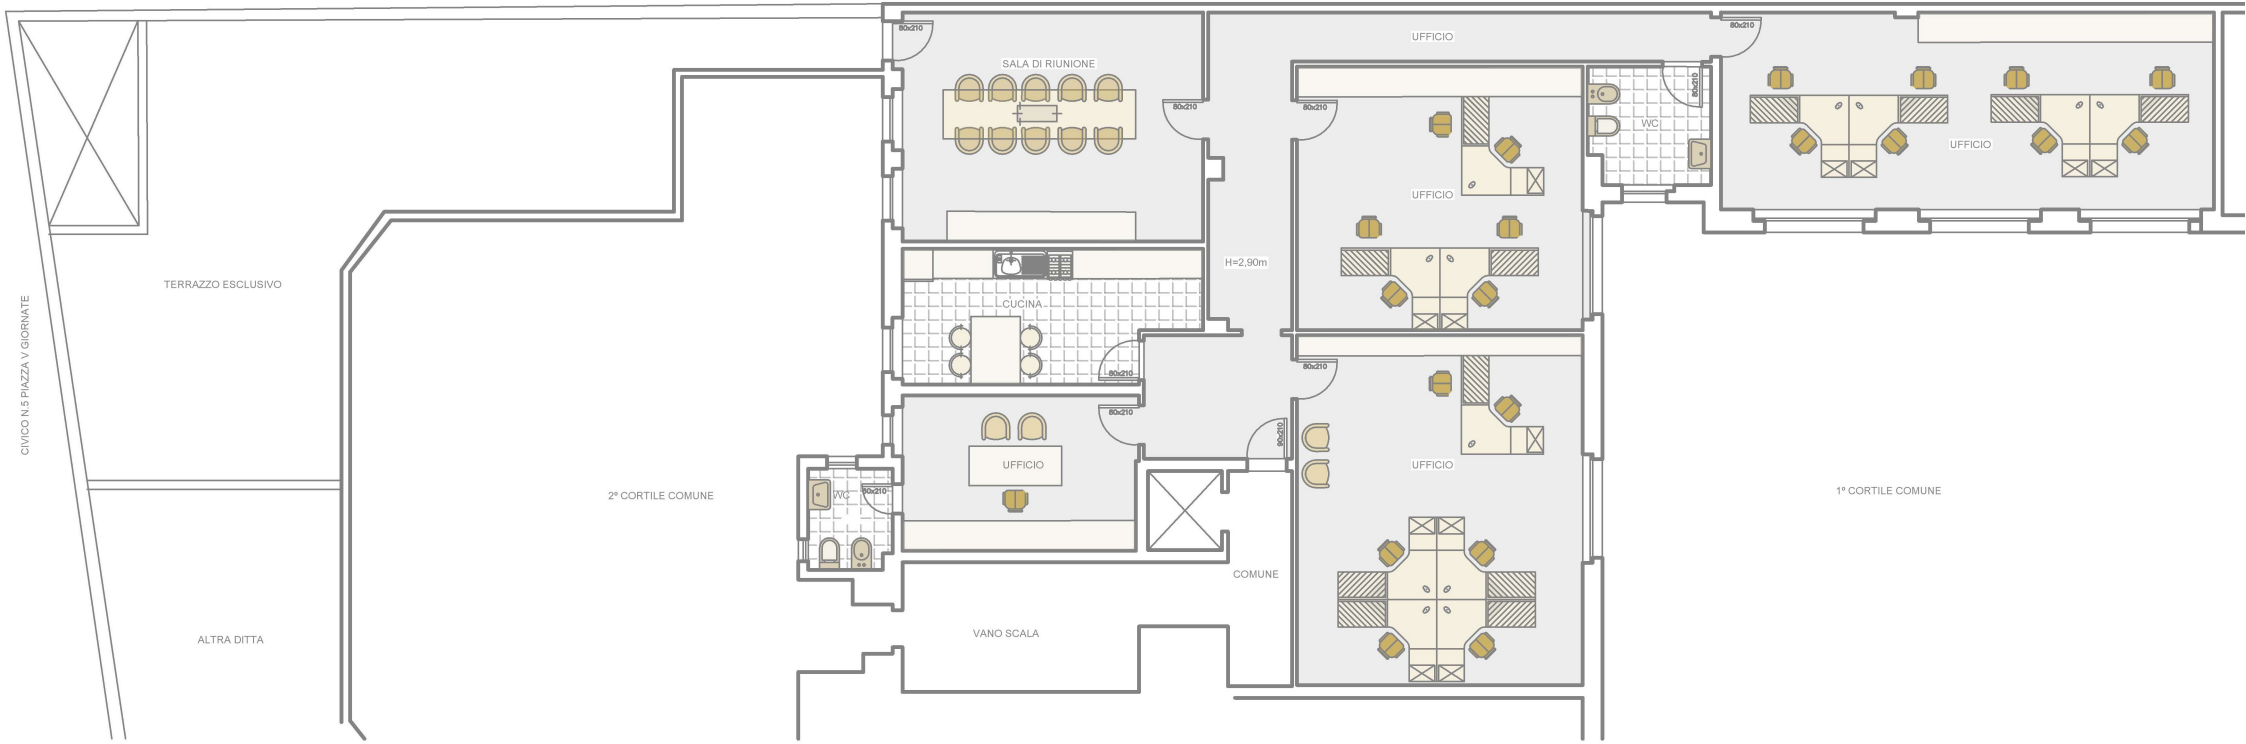 80x210
80x210
UFFICIO
SALA DI RIUNIONE
80x210
80x210
80x210
WC
UFFICIO
UFFICIO
H=2,90m
TERRAZZO ESCLUSIVO
CUCINA
CIVICO N.5 PIAZZA V GIORNATE
80x210
80x210
80x210
90x210
UFFICIO
UFFICIO
WC
80x210
2º CORTILE COMUNE
1º CORTILE COMUNE
COMUNE
VANO SCALA
ALTRA DITTA